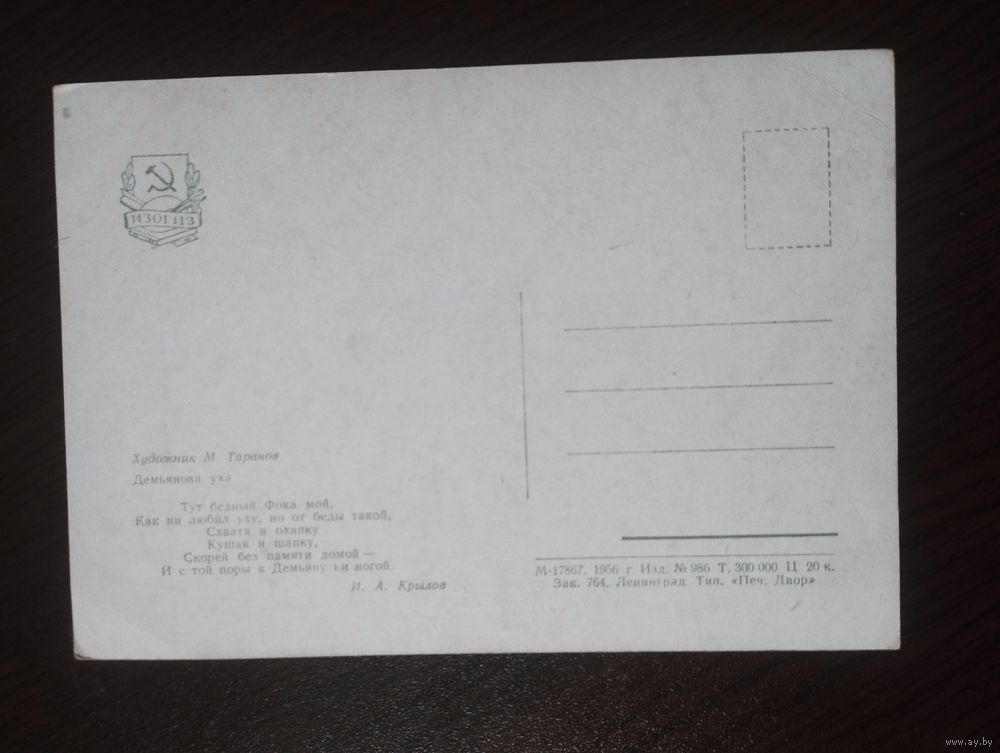 ИЗОГИЗ
Художник М Таранов
Демьянова уха
Тут бедный Фока мой,
Как ни любил уху, но от беды такой,
Схватя в охапку
Кушак и шапку,
Скорей без памяти домой —
И с той поры к Демьяну ни ногой.
И. А. Крылов
М-17867. 1956 г. Изд. № 986 Т. 300 000 Ц 20 к.
Зак. 764. Ленинград Тип. «Печ. Двор»
www.ay.by